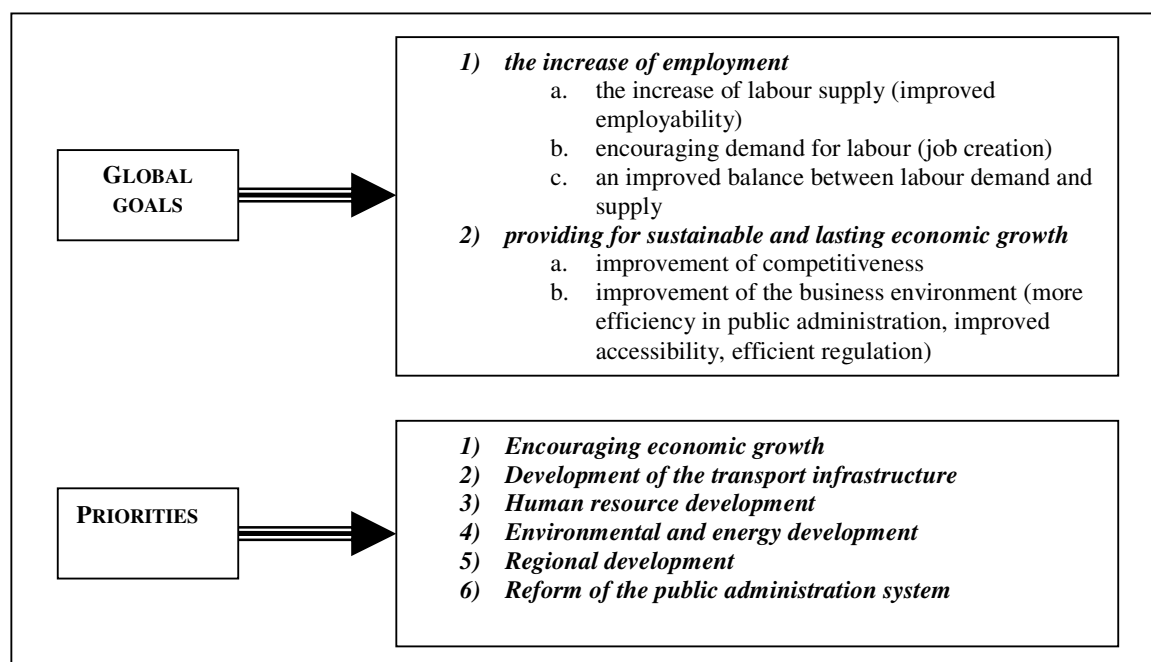 GLOBAL
GOALS
1) the increase of employment
a. the increase of labour supply (improved
employability)
b. encouraging demand for labour (job creation)
c. an improved balance between labour demand and
supply
2) providing for sustainable and lasting economic growth
a. improvement of competitiveness
b. improvement of the business environment (more
efficiency in public administration, improved
accessibility, efficient regulation)
PRIORITIES
1) Encouraging economic growth
2) Development of the transport infrastructure
3) Human resource development
4) Environmental and energy development
5) Regional development
6) Reform of the public administration system